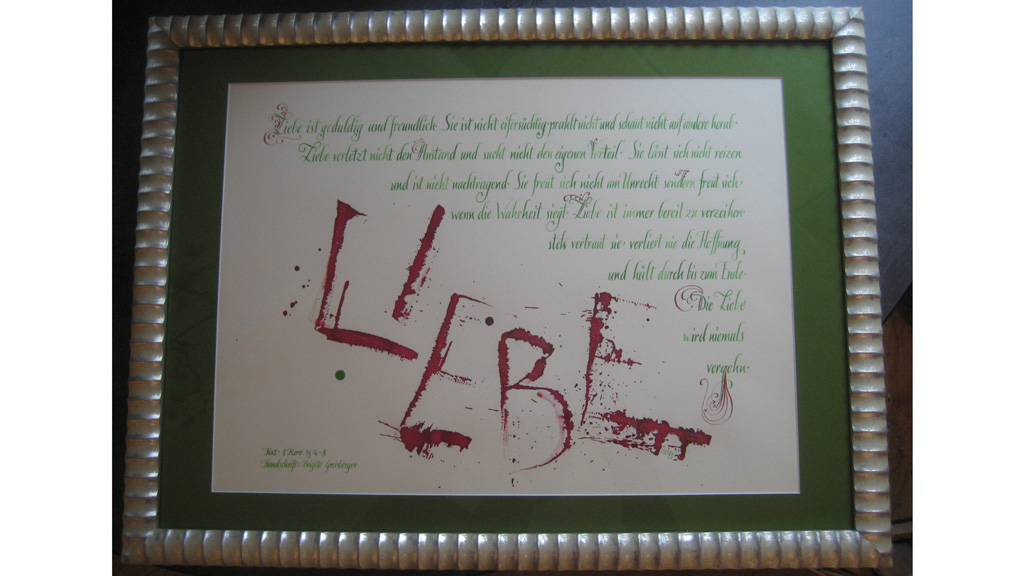 Liebe ist geduldig und freundlich. Sie ist nicht eifersüchtig, prahlt nicht und schaut nicht auf andere herab.
Liebe verletzt nicht den Anstand und sucht nicht den eigenen Vorteil. Sie läst sich nicht reizen
und ist nicht nachtragend. Sie freut sich nicht am Unrecht sondern freut sich,
wenn die Wahrheit siegt. Liebe ist immer bereit zu verzeihen
stets vertraut sie, verliert nie die Hoffnung,
und hält durch bis zum Ende.
Die Liebe
wird niemals
vergehn.
LIEBE
Text: 1. Korr. 13 4-8
Handschrift: Brigitte